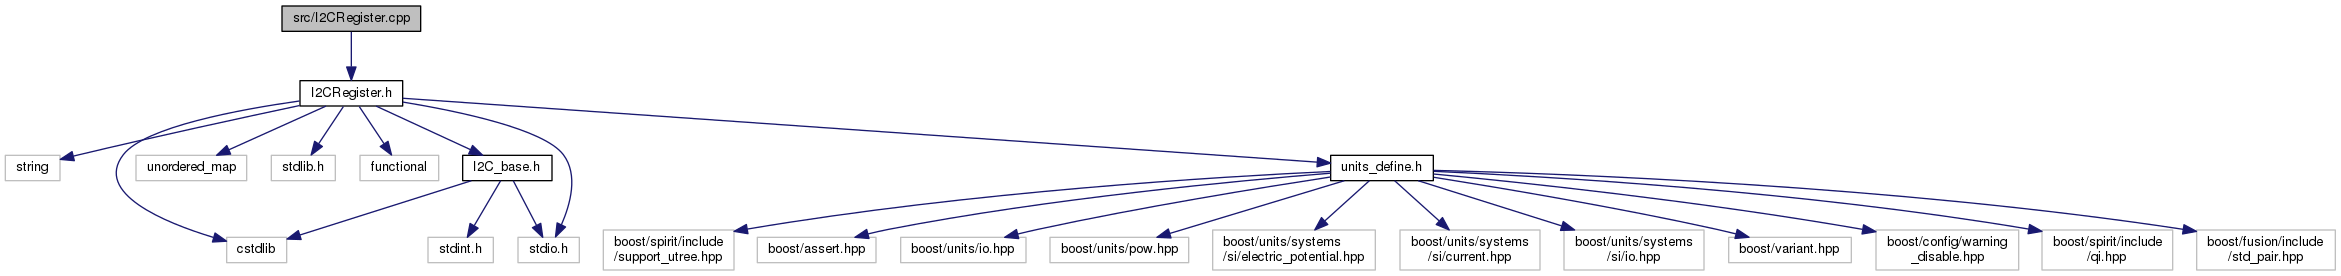 src/I2CRegister.cpp
I2CRegister.h
string
unordered_map
stdlib.h
functional
I2C_base.h
units_define.h
cstdlib
stdint.h
stdio.h
boost/spirit/include
/support_utree.hpp
boost/assert.hpp
boost/units/io.hpp
boost/units/pow.hpp
boost/units/systems
/si/electric_potential.hpp
boost/units/systems
/si/current.hpp
boost/units/systems
/si/io.hpp
boost/variant.hpp
boost/config/warning
_disable.hpp
boost/spirit/include
/qi.hpp
boost/fusion/include
/std_pair.hpp